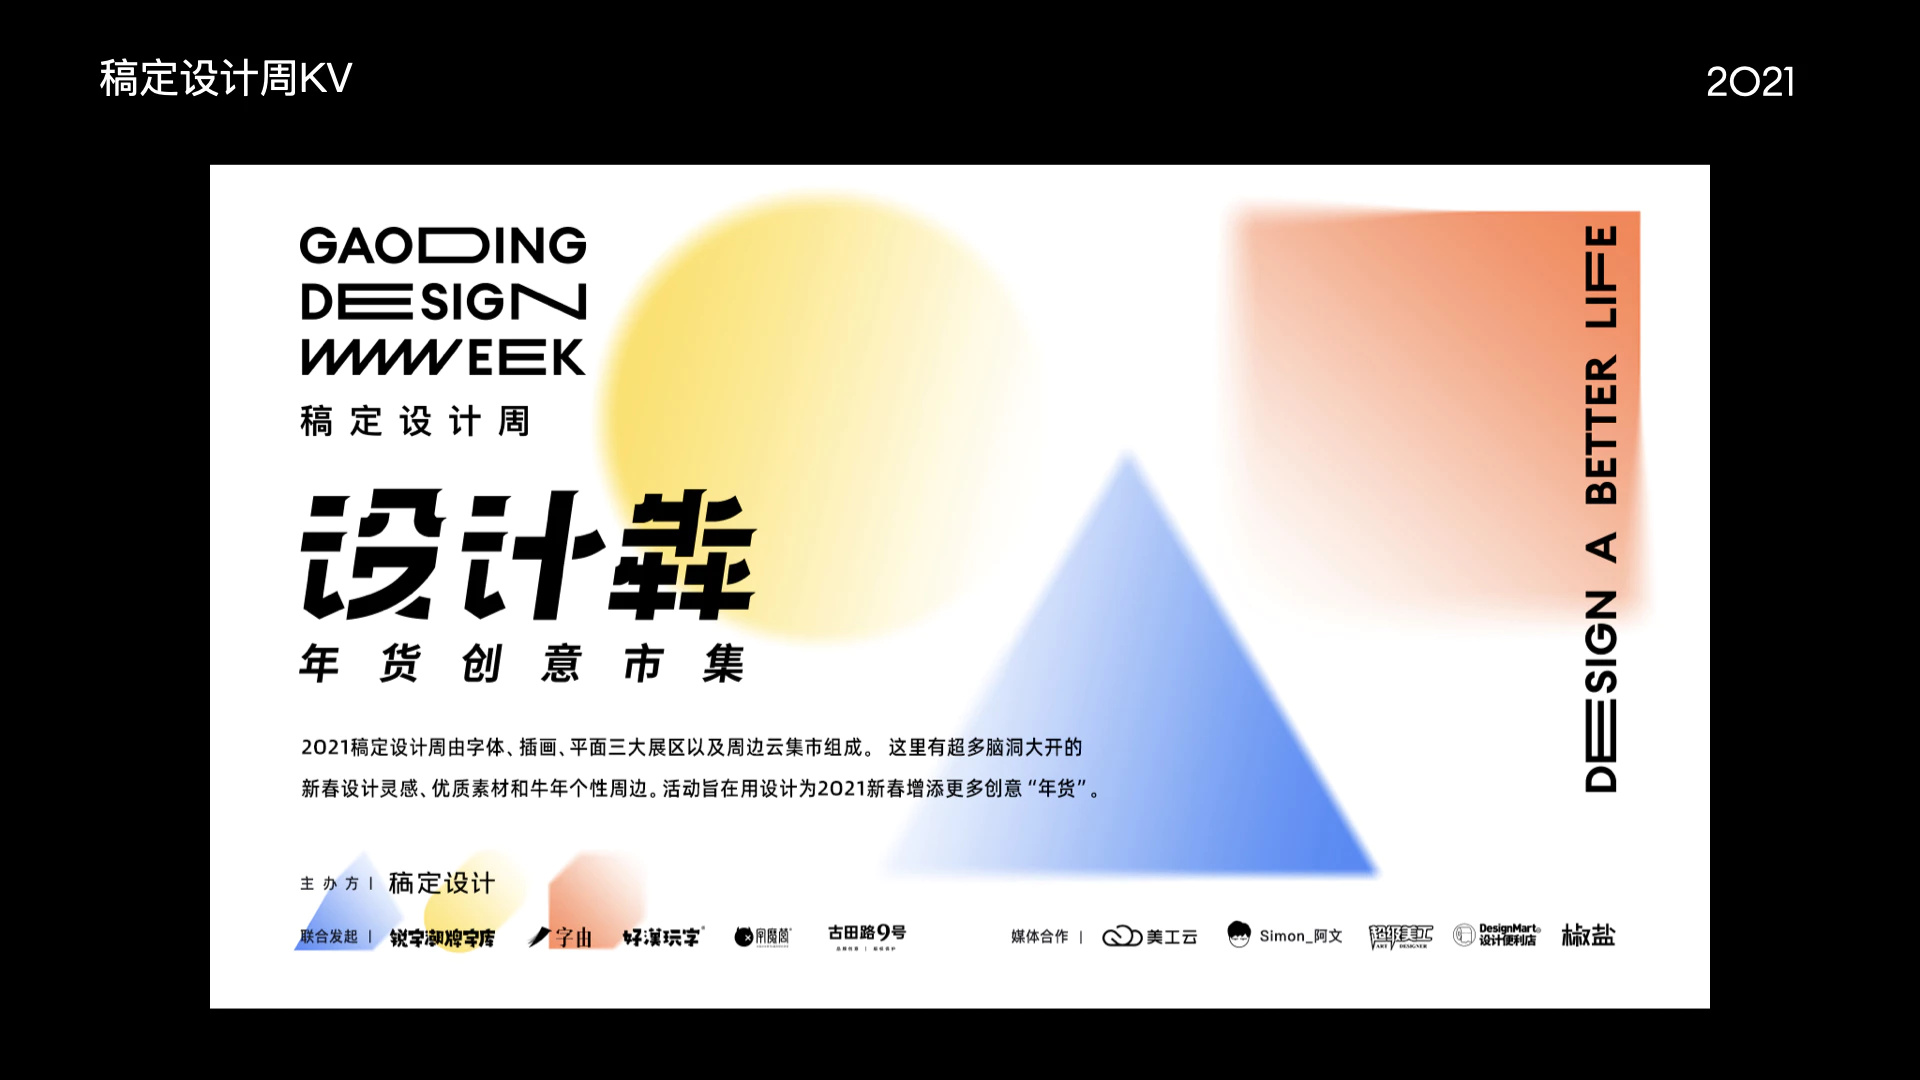 稿定设计周KV
2021
GAODING
DESIGN
WEEK
稿定设计周
设计犇
年货创意市集
2021稿定设计周由字体、插画、平面三大展区以及周边云集市组成。 这里有超多脑洞大开的
新春设计灵感、优质素材和牛年个性周边。活动旨在用设计为2021新春增添更多创意“年货”。
DESIGN A BETTER LIFE
主办方 | 稿定设计
联合发起 | 锐字潮牌字库 字由 好漢玩字 古田路9号
媒体合作 | 美工云 Simon_阿文 超级美工 ART DESIGNER DesignMart 设计便利店 椒盐